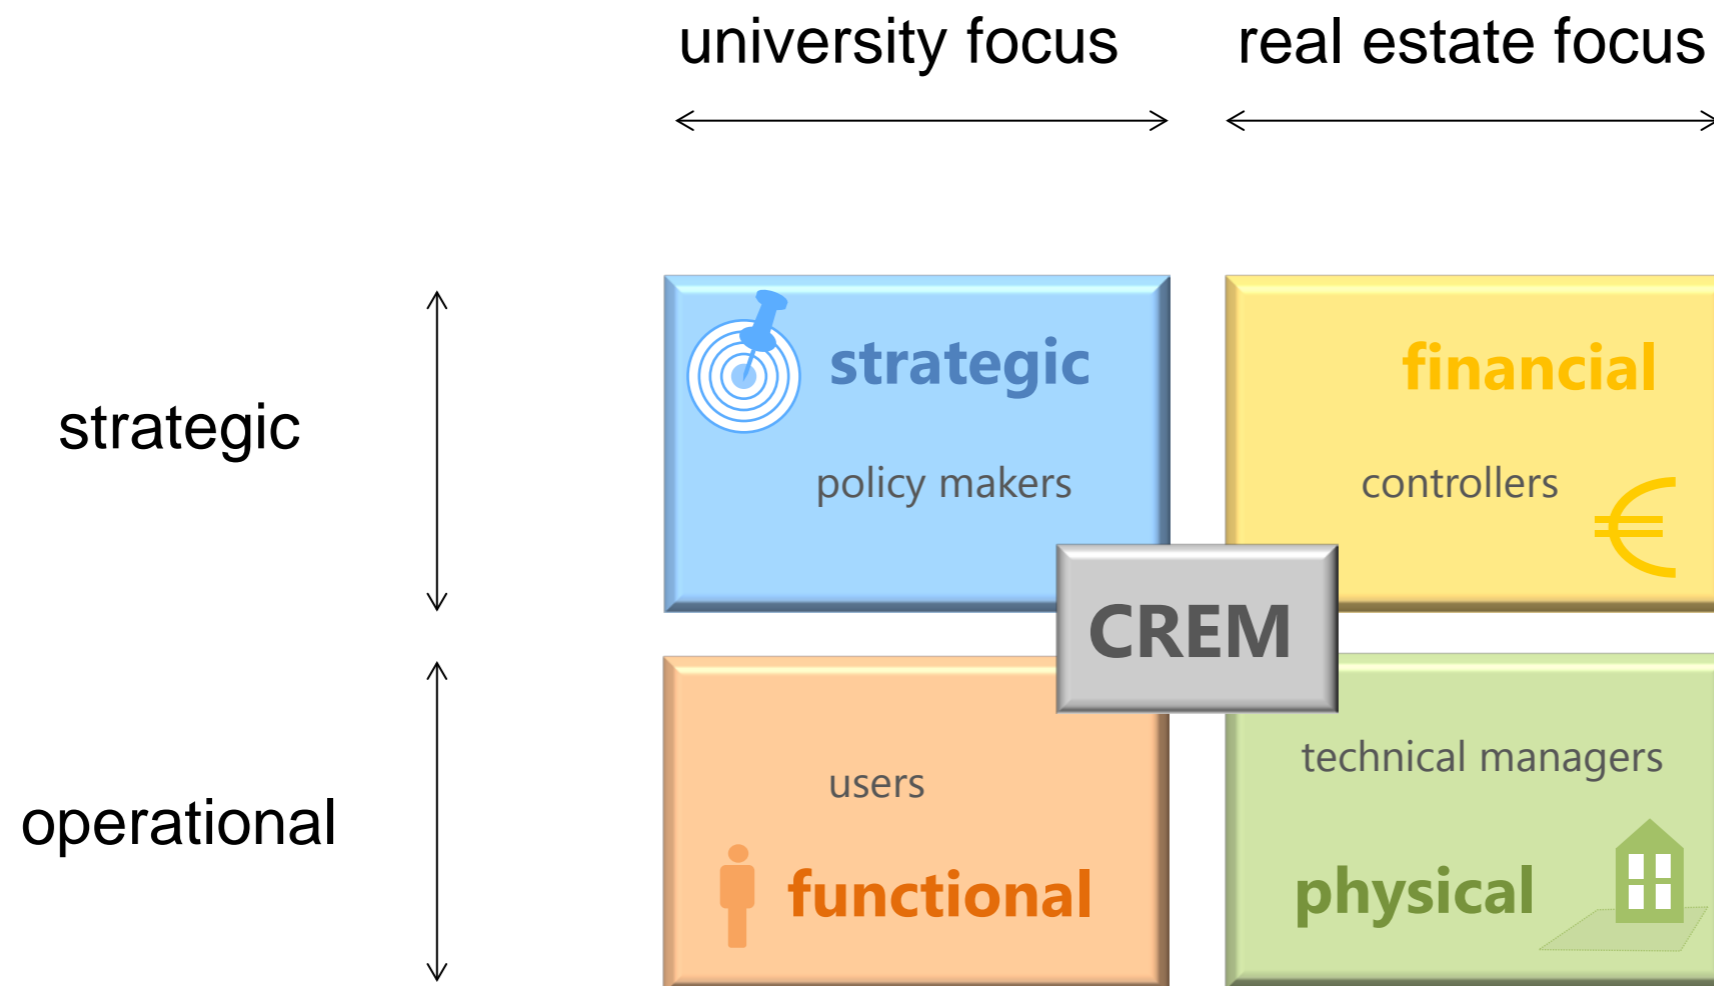 university focus
real estate focus
strategic
strategic
policy makers
financial
controllers
€
CREM
operational
users
functional
technical managers
physical